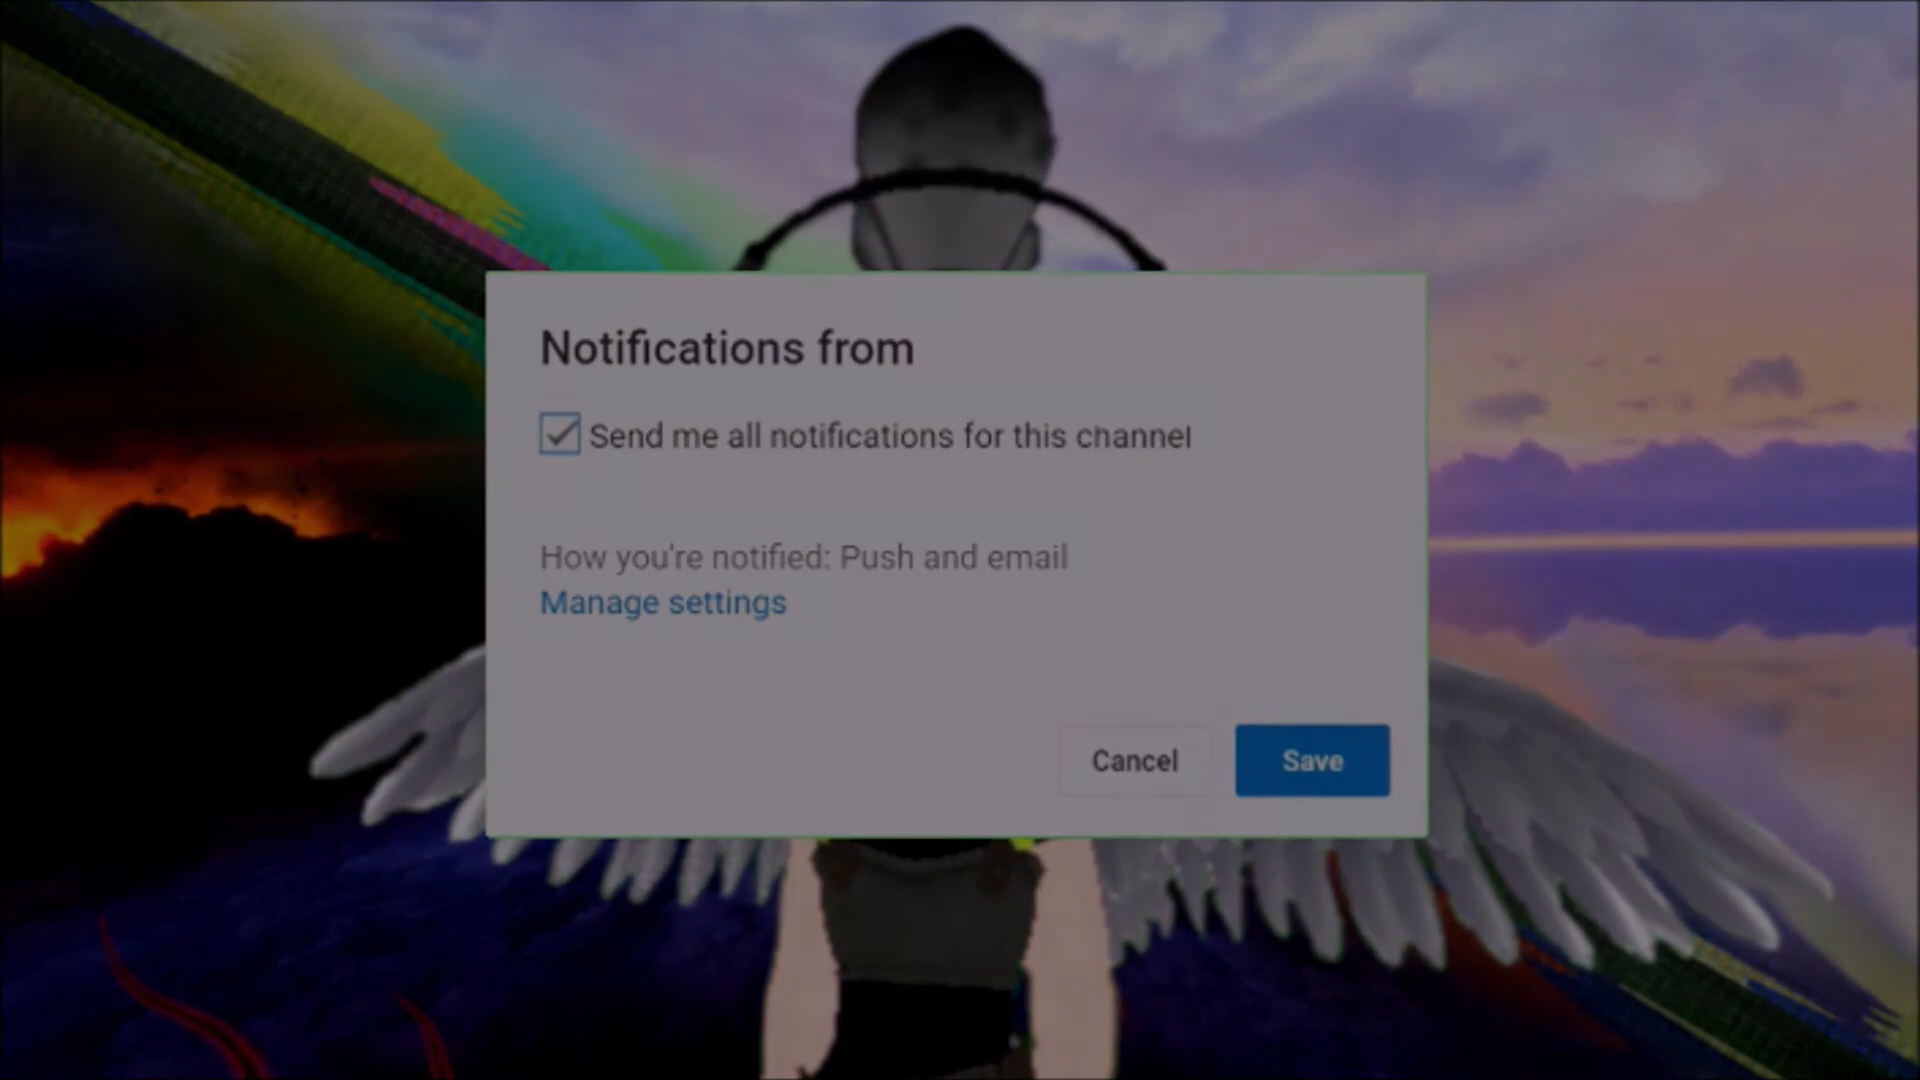 Notifications from
Send me all notifications for this channel
How you're notified: Push and email
Manage settings
Cancel
Save